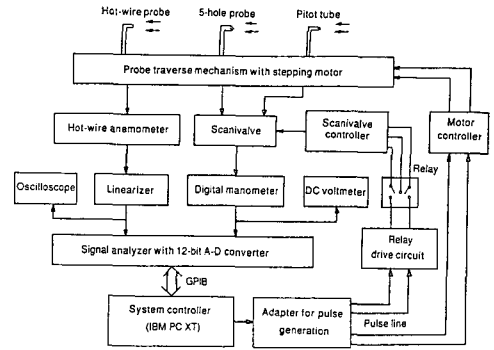 Hot-wire probe
5-hole probe
Pitot tube
Probe traverse mechanism with stepping motor
Hot-wire anemometer
Scanivalve
Scanivalve
controller
Motor
controller
Relay
Oscilloscope
Linearizer
Digital manometer
DC voltmeter
Signal analyzer with 12-bit A-D converter
Relay
drive circuit
GPIB
System controller
(IBM PC XT)
Adapter for pulse
generation
Pulse line